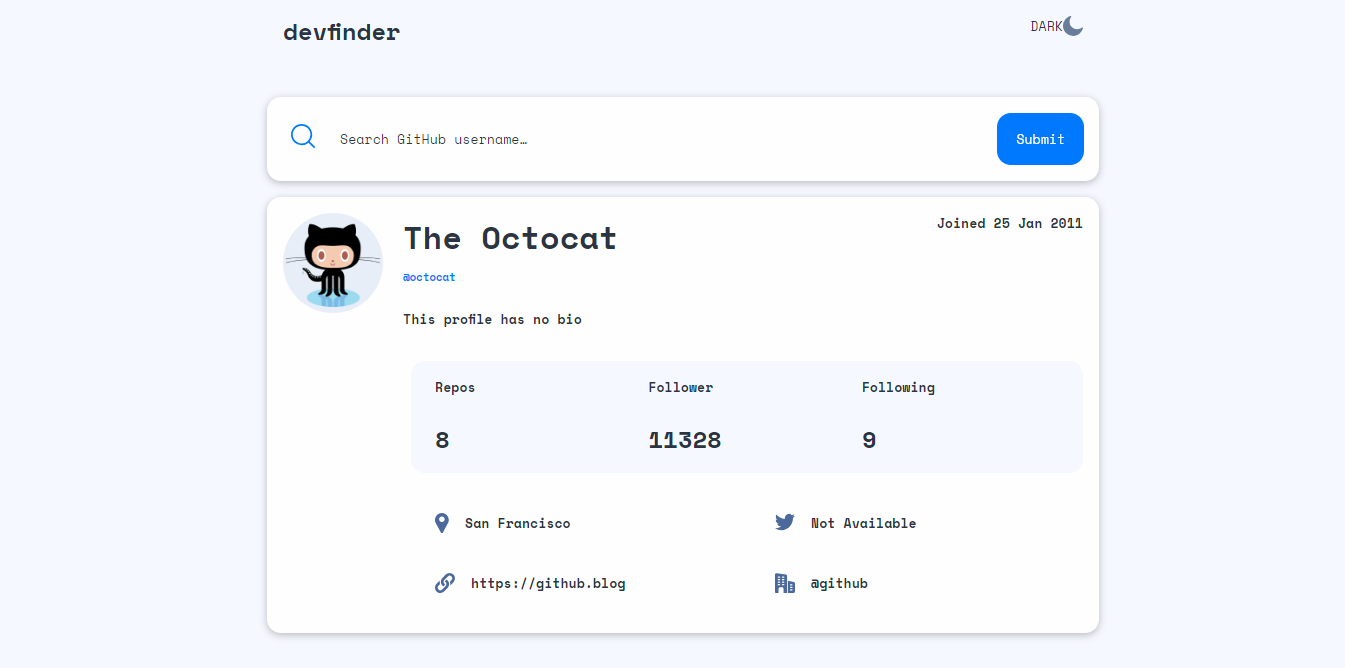 devfinder
DARK
Search GitHub username…
Submit
The Octocat
Joined 25 Jan 2011
@octocat
This profile has no bio
Repos Follower Following
8 11328 9
San Francisco Not Available
https://github.blog @github